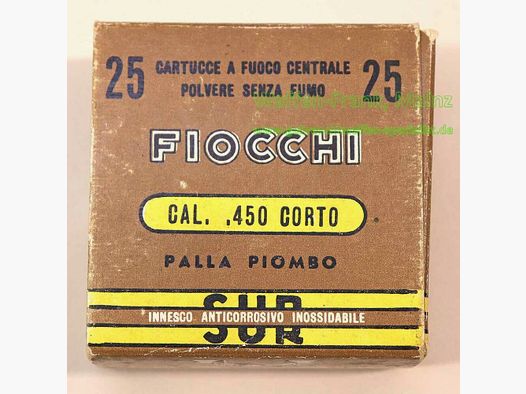 25 CARTUCCE A FUOCO CENTRALE 25
POLVERE SENZA FUMO
FIOCCHI
CAL. .450 CORTO
PALLA PIOMBO
SUR
INNESCO ANTICORROSIVO INOSSIDABILE